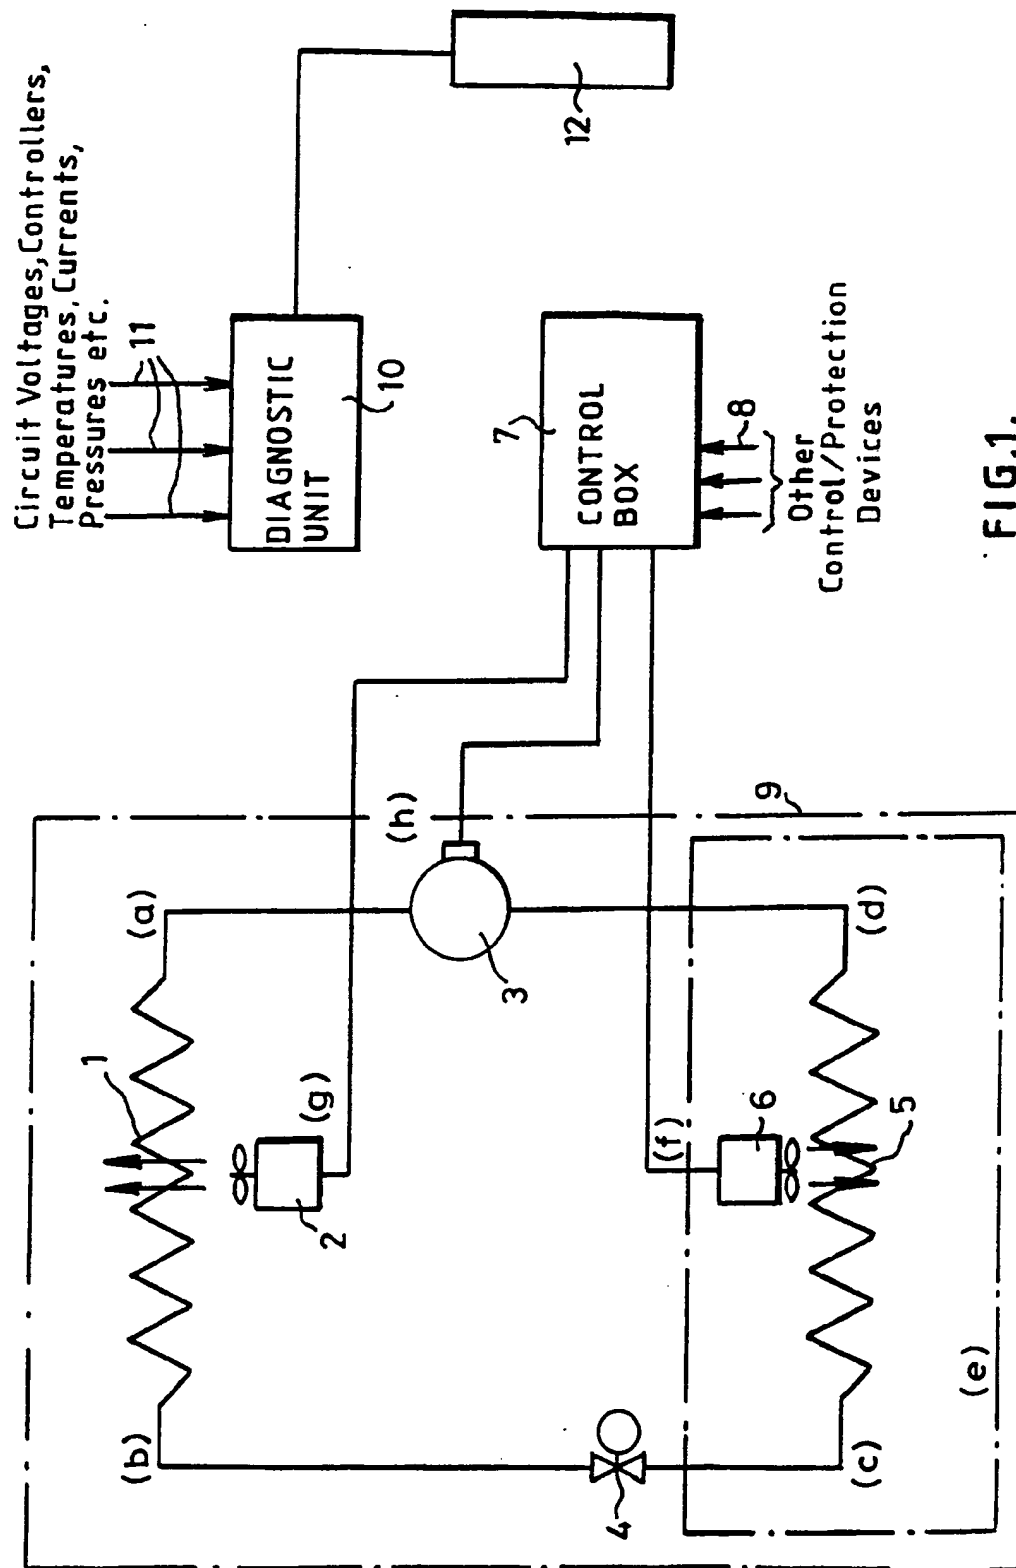 Circuit Voltages, Controllers,
Temperatures, Currents,
Pressures etc.
11
DIAGNOSTIC
UNIT
10
12
7
CONTROL
BOX
8
Other
Control/Protection
Devices
9
(a)
(h)
3
1
(g)
2
(b)
(d)
(f)
6
5
4
(c)
(e)
FIG.1.